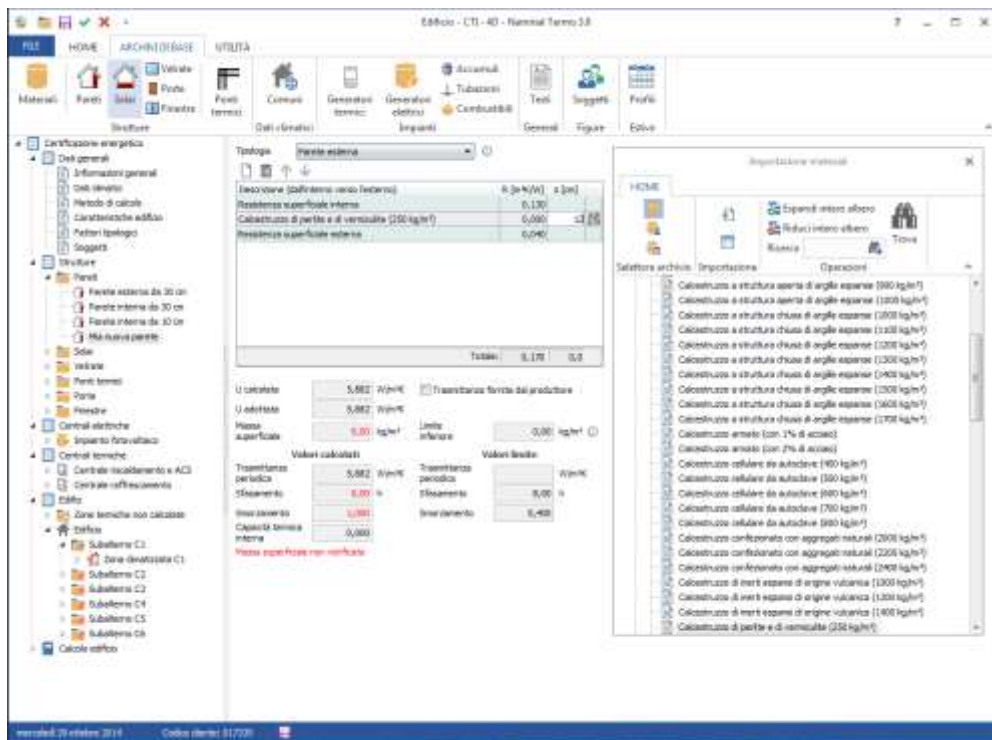 Edificio - CTI - 4D - Namirial Termo 3.0
FILE HOME ARCHIVI DI BASE UTILITÀ
Materiali Pareti Solai Vetrate Porte Finestre Ponti termici Comuni Generatori termici Generatori elettrici Accumuli Tubazioni Combustibili Testi Soggetti Profili
Strutture Dati climatici Impianti Generali Figure Estivo
Certificazione energetica
Dati generali
Informazioni generali
Dati climatici
Metodo di calcolo
Caratteristiche edificio
Fattori tipologici
Soggetti
Strutture
Pareti
Parete esterna da 30 cm
Parete interna da 30 cm
Parete interna da 10 cm
Mia nuova parete
Solai
Vetrate
Ponti termici
Porte
Finestre
Centrali elettriche
Impianto fotovoltaico
Centrali termiche
Centrale riscaldamento e ACS
Centrale raffrescamento
Edifici
Zone termiche non calcolate
Edificio
Subalterno C1
Zona climatizzata C1
Subalterno C2
Subalterno C3
Subalterno C4
Subalterno C5
Subalterno C6
Calcolo edificio
Tipologia Parete esterna
Descrizione (dall'interno verso l'esterno) R [m²K/W] s [cm]
Resistenza superficiale interna 0,130
Calcestruzzo di perlite e di vermiculite (250 kg/m³) 0,000
Resistenza superficiale esterna 0,040
Totale: 0,170 0,0
U calcolata 5,882 W/m²K Trasmittanza fornita dal produttore
U adottata 5,882 W/m²K
Massa superficiale 0,00 kg/m² Limite inferiore 0,00 kg/m²
Valori calcolati Valori limite
Trasmittanza periodica 5,882 W/m²K Trasmittanza periodica W/m²K
Sfasamento 0,00 h Sfasamento 8,00 h
Smorzamento 1,000 Smorzamento 0,400
Capacità termica interna 0,000
Massa superficiale non verificata
Importazione materiali
HOME
Espandi intero albero
Riduci intero albero
Ricerca
Trova
Selettore archivio Importazione Operazioni
Calcestruzzo a struttura aperta di argille espanse (900 kg/m³)
Calcestruzzo a struttura aperta di argille espanse (1000 kg/m³)
Calcestruzzo a struttura chiusa di argille espanse (1000 kg/m³)
Calcestruzzo a struttura chiusa di argille espanse (1100 kg/m³)
Calcestruzzo a struttura chiusa di argille espanse (1200 kg/m³)
Calcestruzzo a struttura chiusa di argille espanse (1300 kg/m³)
Calcestruzzo a struttura chiusa di argille espanse (1400 kg/m³)
Calcestruzzo a struttura chiusa di argille espanse (1500 kg/m³)
Calcestruzzo a struttura chiusa di argille espanse (1600 kg/m³)
Calcestruzzo a struttura chiusa di argille espanse (1700 kg/m³)
Calcestruzzo armato (con 1% di acciaio)
Calcestruzzo armato (con 2% di acciaio)
Calcestruzzo cellulare da autoclave (400 kg/m³)
Calcestruzzo cellulare da autoclave (500 kg/m³)
Calcestruzzo cellulare da autoclave (600 kg/m³)
Calcestruzzo cellulare da autoclave (700 kg/m³)
Calcestruzzo cellulare da autoclave (800 kg/m³)
Calcestruzzo confezionato con aggregati naturali (2000 kg/m³)
Calcestruzzo confezionato con aggregati naturali (2200 kg/m³)
Calcestruzzo confezionato con aggregati naturali (2400 kg/m³)
Calcestruzzo di inerti espansi di origine vulcanica (1000 kg/m³)
Calcestruzzo di inerti espansi di origine vulcanica (1200 kg/m³)
Calcestruzzo di inerti espansi di origine vulcanica (1400 kg/m³)
Calcestruzzo di perlite e di vermiculite (250 kg/m³)
mercoledì 29 ottobre 2014 Codice cliente: